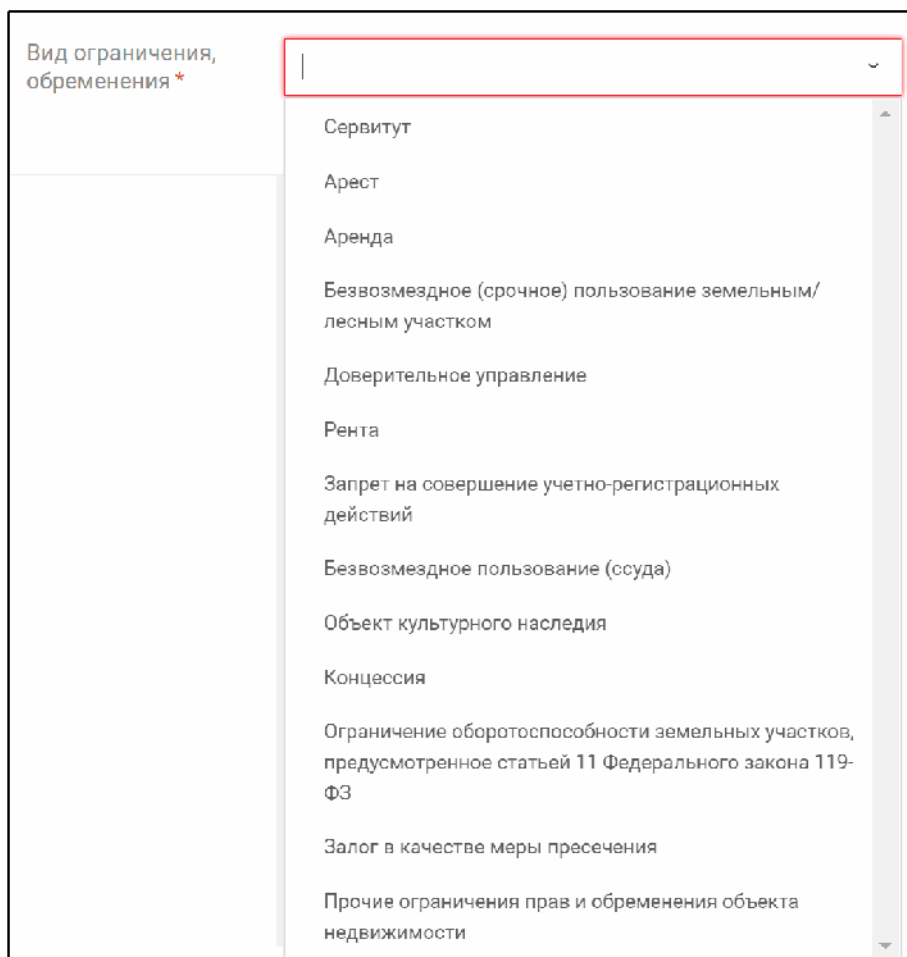 Вид ограничения,
обременения *
Сервитут
Арест
Аренда
Безвозмездное (срочное) пользование земельным/
лесным участком
Доверительное управление
Рента
Запрет на совершение учетно-регистрационных
действий
Безвозмездное пользование (ссуда)
Объект культурного наследия
Концессия
Ограничение оборотоспособности земельных участков,
предусмотренное статьей 11 Федерального закона 119-
ФЗ
Залог в качестве меры пресечения
Прочие ограничения прав и обременения объекта
недвижимости